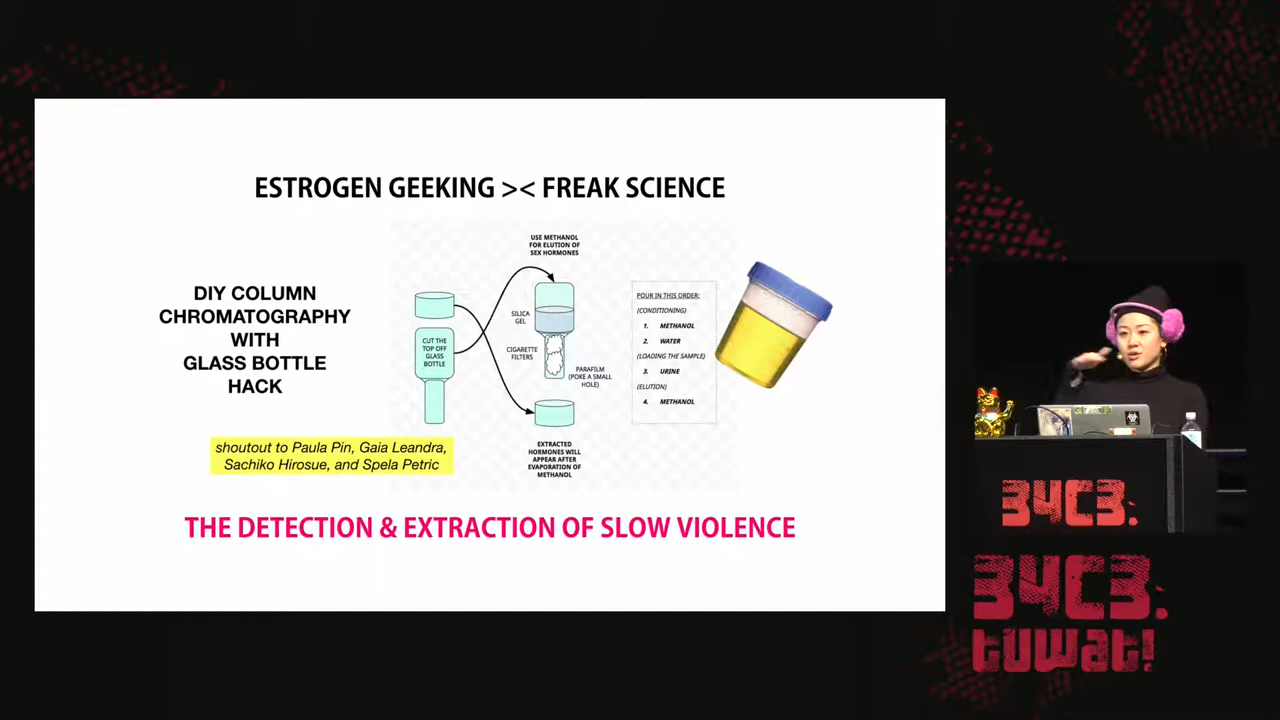 ESTROGEN GEEKING >< FREAK SCIENCE
DIY COLUMN
CHROMATOGRAPHY
WITH
GLASS BOTTLE
HACK
shoutout to Paula Pin, Gaia Leandra,
Sachiko Hirosue, and Spela Petric
USE METHANOL
FOR ELUTION OF
SEX HORMONES
SILICA
GEL
CUT THE
TOP OFF
GLASS
BOTTLE
CIGARETTE
FILTERS
PARAFILM
(POKE A SMALL
HOLE)
EXTRACTED
HORMONES WILL
APPEAR AFTER
EVAPORATION OF
METHANOL
POUR IN THIS ORDER:
(CONDITIONING)
1. METHANOL
2. WATER
(LOADING THE SAMPLE)
3. URINE
(ELUTION)
4. METHANOL
THE DETECTION & EXTRACTION OF SLOW VIOLENCE
34C3.
34C3.
tuwat!